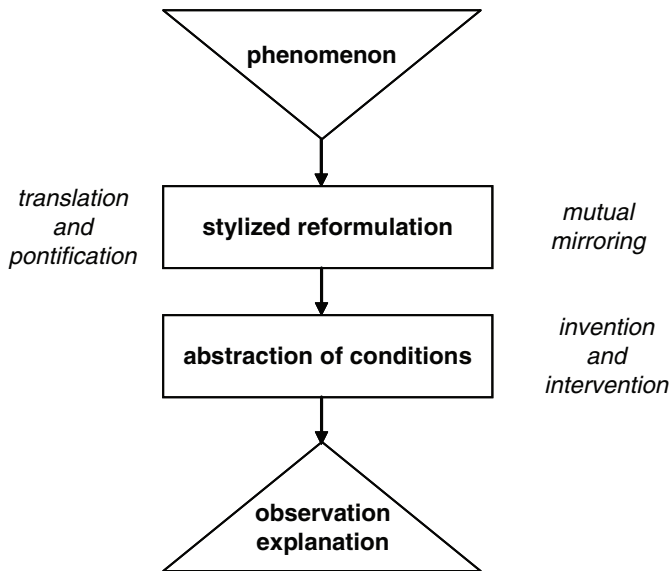 phenomenon
translation
and
pontification
stylized reformulation
mutual
mirroring
abstraction of conditions
invention
and
intervention
observation
explanation